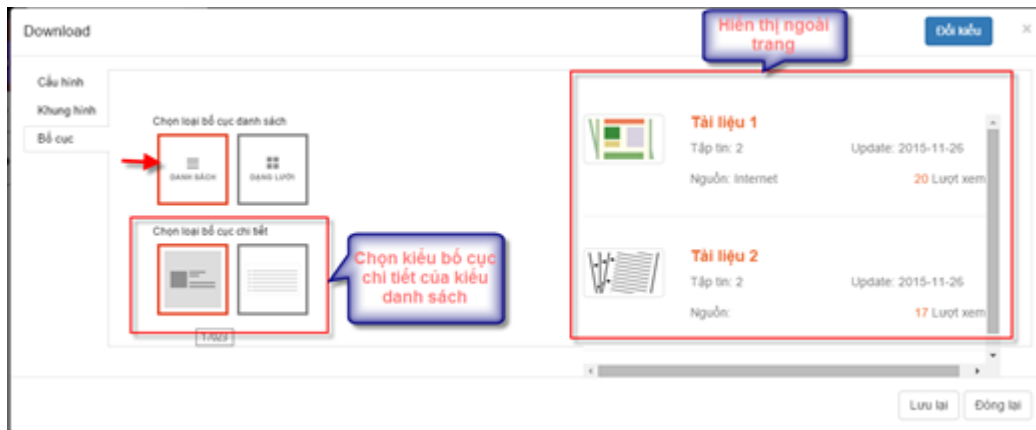 Download
Hiển thị ngoài
trang
Đổi kiểu
×
Cấu hình
Khung hình
Bố cục
Chọn loại bố cục danh sách
DANH SÁCH
DẠNG LƯỚI
Chọn loại bố cục chi tiết
Chọn kiểu bố cục
chi tiết của kiểu
danh sách
17023
Tài liệu 1
Tập tin: 2 Update: 2015-11-26
Nguồn: Internet 20 Lượt xem
Tài liệu 2
Tập tin: 2 Update: 2015-11-26
Nguồn: 17 Lượt xem
Lưu lại Đóng lại